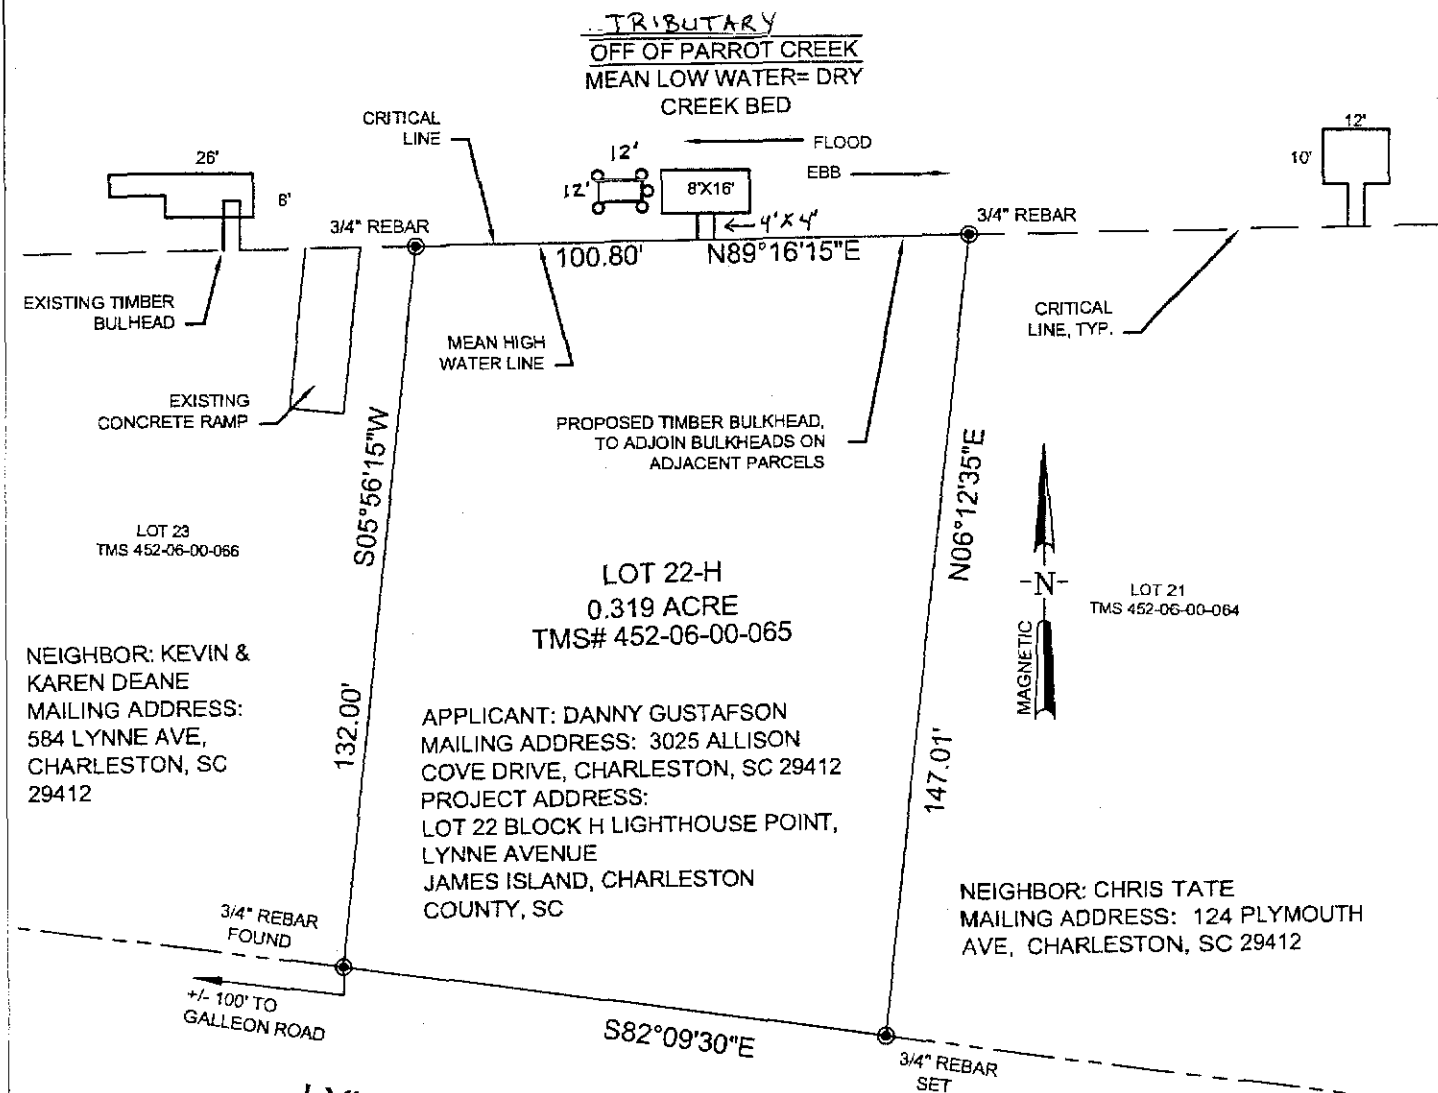 TRIBUTARY
OFF OF PARROT CREEK
MEAN LOW WATER= DRY
CREEK BED
CRITICAL
LINE
FLOOD
EBB
26'
8'
12'
12'
8'X16'
4'X4'
12'
10'
3/4" REBAR
3/4" REBAR
100.80'
N89°16'15"E
EXISTING TIMBER
BULHEAD
MEAN HIGH
WATER LINE
CRITICAL
LINE, TYP.
EXISTING
CONCRETE RAMP
PROPOSED TIMBER BULKHEAD,
TO ADJOIN BULKHEADS ON
ADJACENT PARCELS
S05°56'15"W
132.00'
N06°12'35"E
147.01'
LOT 23
TMS 452-06-00-066
LOT 22-H
0.319 ACRE
TMS# 452-06-00-065
-N-
MAGNETIC
LOT 21
TMS 452-06-00-064
NEIGHBOR: KEVIN &
KAREN DEANE
MAILING ADDRESS:
584 LYNNE AVE,
CHARLESTON, SC
29412
APPLICANT: DANNY GUSTAFSON
MAILING ADDRESS: 3025 ALLISON
COVE DRIVE, CHARLESTON, SC 29412
PROJECT ADDRESS:
LOT 22 BLOCK H LIGHTHOUSE POINT,
LYNNE AVENUE
JAMES ISLAND, CHARLESTON
COUNTY, SC
NEIGHBOR: CHRIS TATE
MAILING ADDRESS: 124 PLYMOUTH
AVE, CHARLESTON, SC 29412
3/4" REBAR
FOUND
+/- 100' TO
GALLEON ROAD
S82°09'30"E
3/4" REBAR
SET